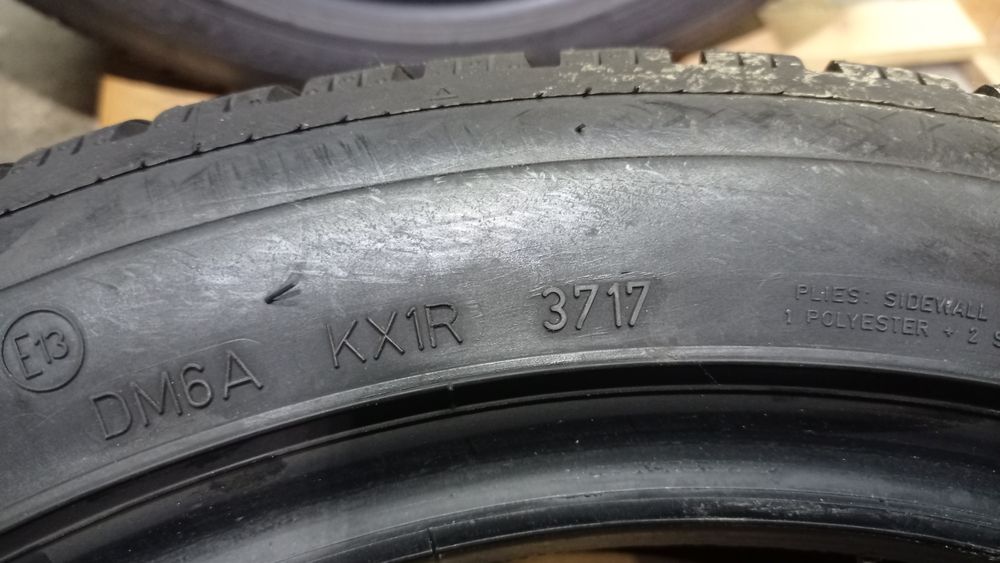 E13
DM6A KX1R 3717
PLIES: SIDEWALL
1 POLYESTER + 2